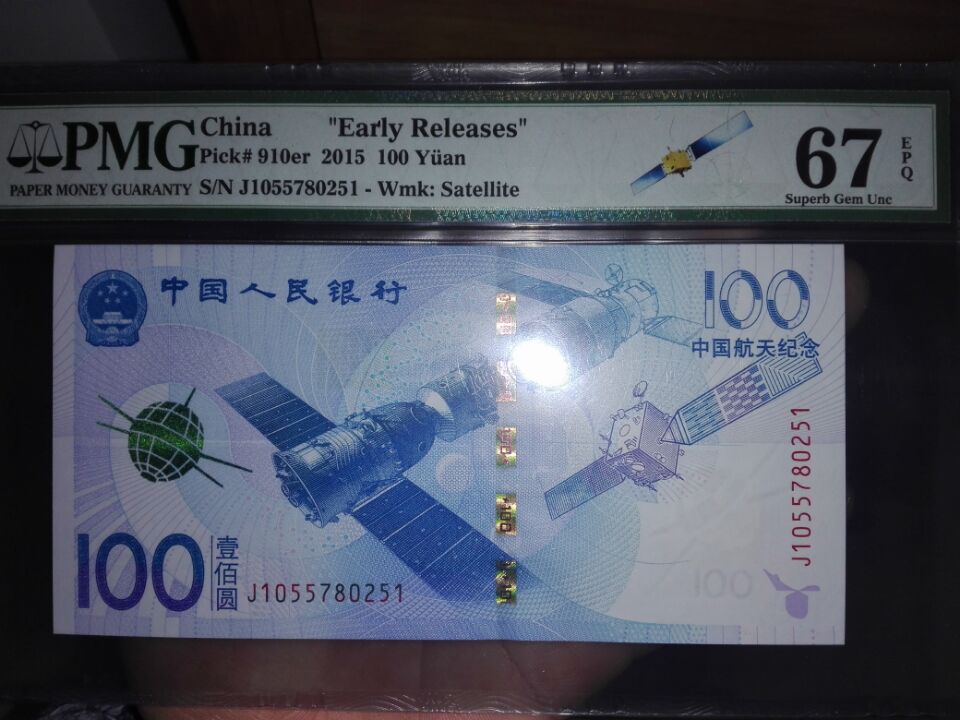 PMG
PAPER MONEY GUARANTY
China "Early Releases"
Pick# 910er 2015 100 Yüan
S/N J1055780251 - Wmk: Satellite
67
EPQ
Superb Gem Unc
中国人民银行
100
中国航天纪念
J1055780251
100
壹佰圆
J1055780251
100